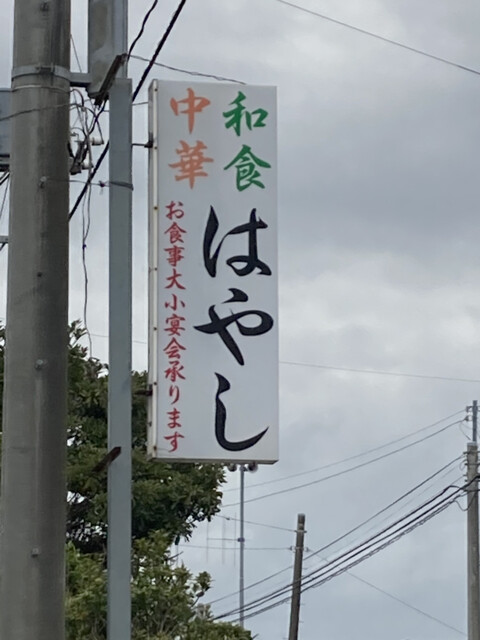 和食
中華
はやし
お食事大小宴会承ります